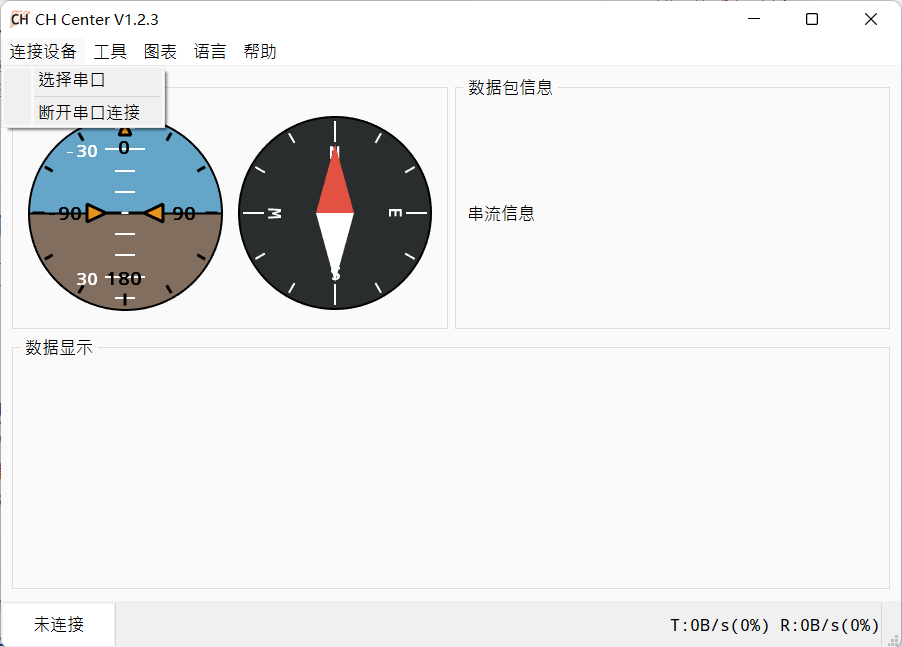 CH CH Center V1.2.3
连接设备 工具 图表 语言 帮助
选择串口
断开串口连接
数据包信息
-30 0
N
-90 90
W E
串流信息
30 180
S
数据显示
未连接
T:0B/s(0%) R:0B/s(0%)